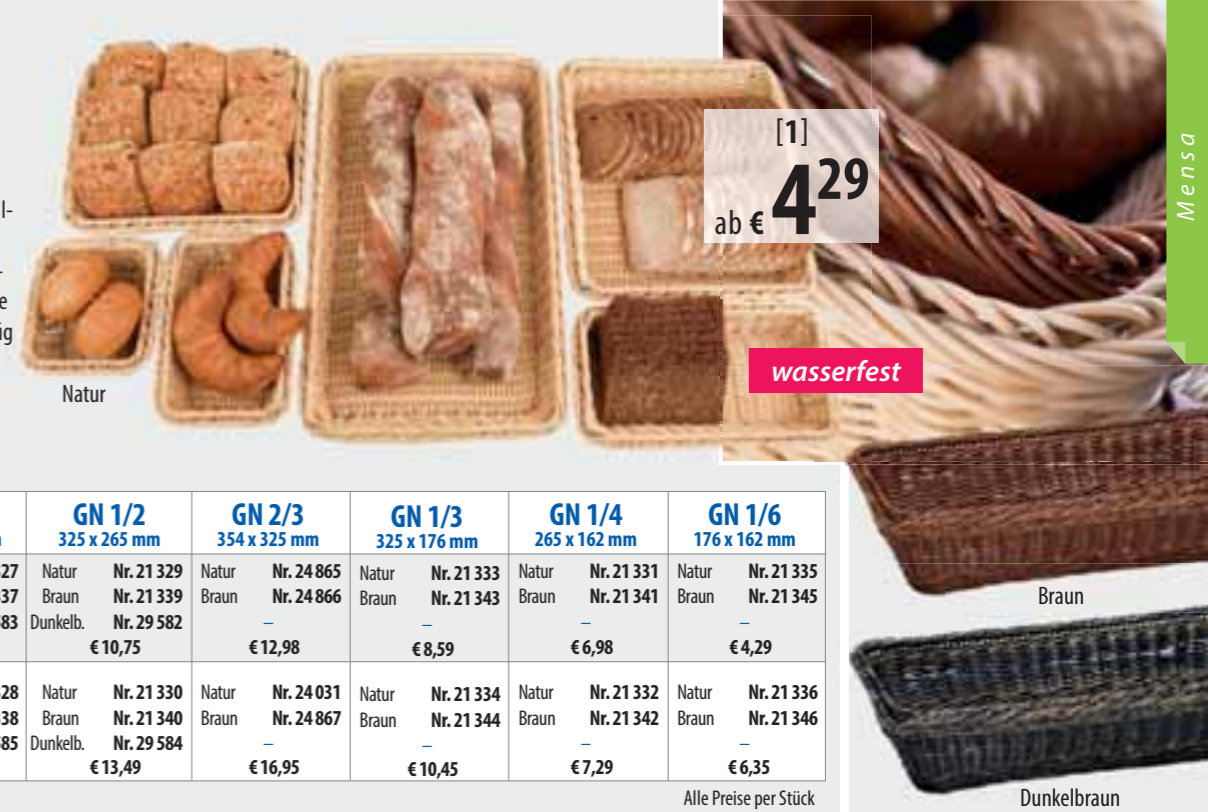 [1]
ab € 4 29
Mensa
wasserfest
Natur
GN 1/2 GN 2/3 GN 1/3 GN 1/4 GN 1/6
325 x 265 mm 354 x 325 mm 325 x 176 mm 265 x 162 mm 176 x 162 mm
Natur Nr. 21 329 Natur Nr. 24 865 Natur Nr. 21 333 Natur Nr. 21 331 Natur Nr. 21 335
Braun Nr. 21 339 Braun Nr. 24 866 Braun Nr. 21 343 Braun Nr. 21 341 Braun Nr. 21 345
Dunkelb. Nr. 29 582 – – – –
€ 10,75 € 12,98 € 8,59 € 6,98 € 4,29
Natur Nr. 21 330 Natur Nr. 24 031 Natur Nr. 21 334 Natur Nr. 21 332 Natur Nr. 21 336
Braun Nr. 21 340 Braun Nr. 24 867 Braun Nr. 21 344 Braun Nr. 21 342 Braun Nr. 21 346
Dunkelb. Nr. 29 584 – – – –
€ 13,49 € 16,95 € 10,45 € 7,29 € 6,35
Alle Preise per Stück
Braun
Dunkelbraun